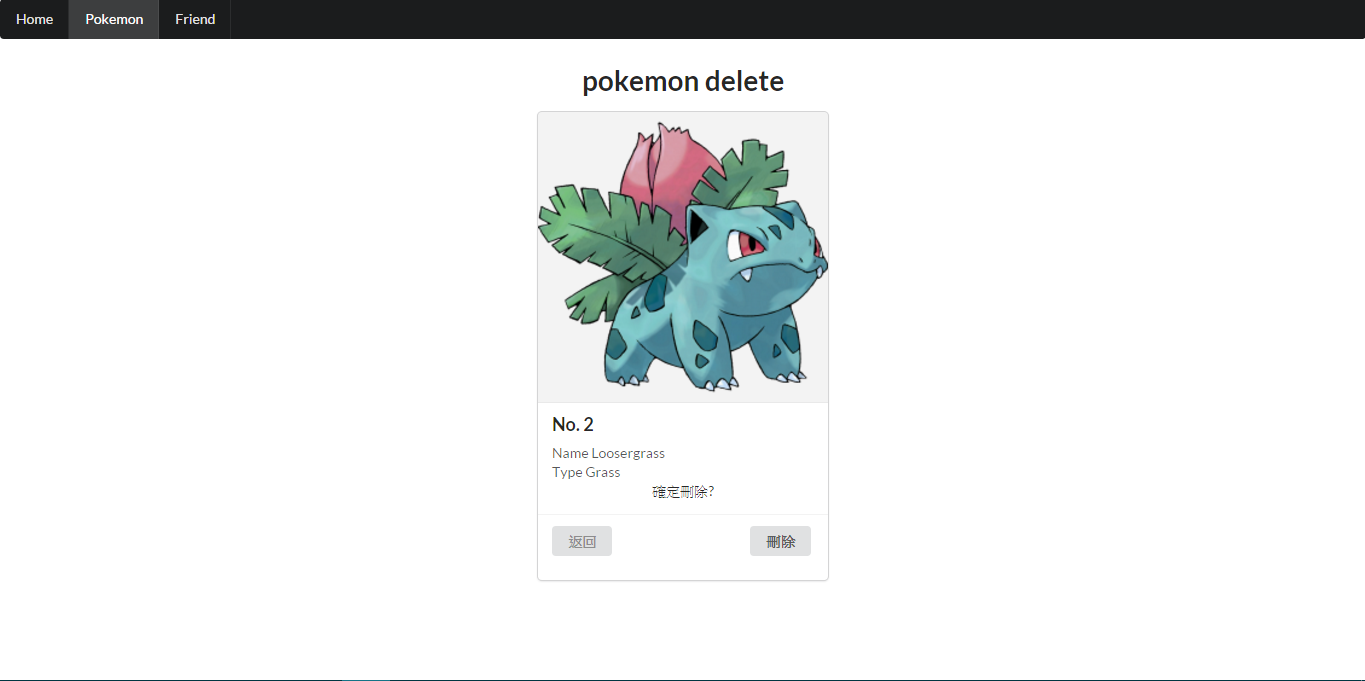 Home Pokemon Friend
pokemon delete
No. 2
Name Loosergrass
Type Grass
確定刪除?
返回 刪除